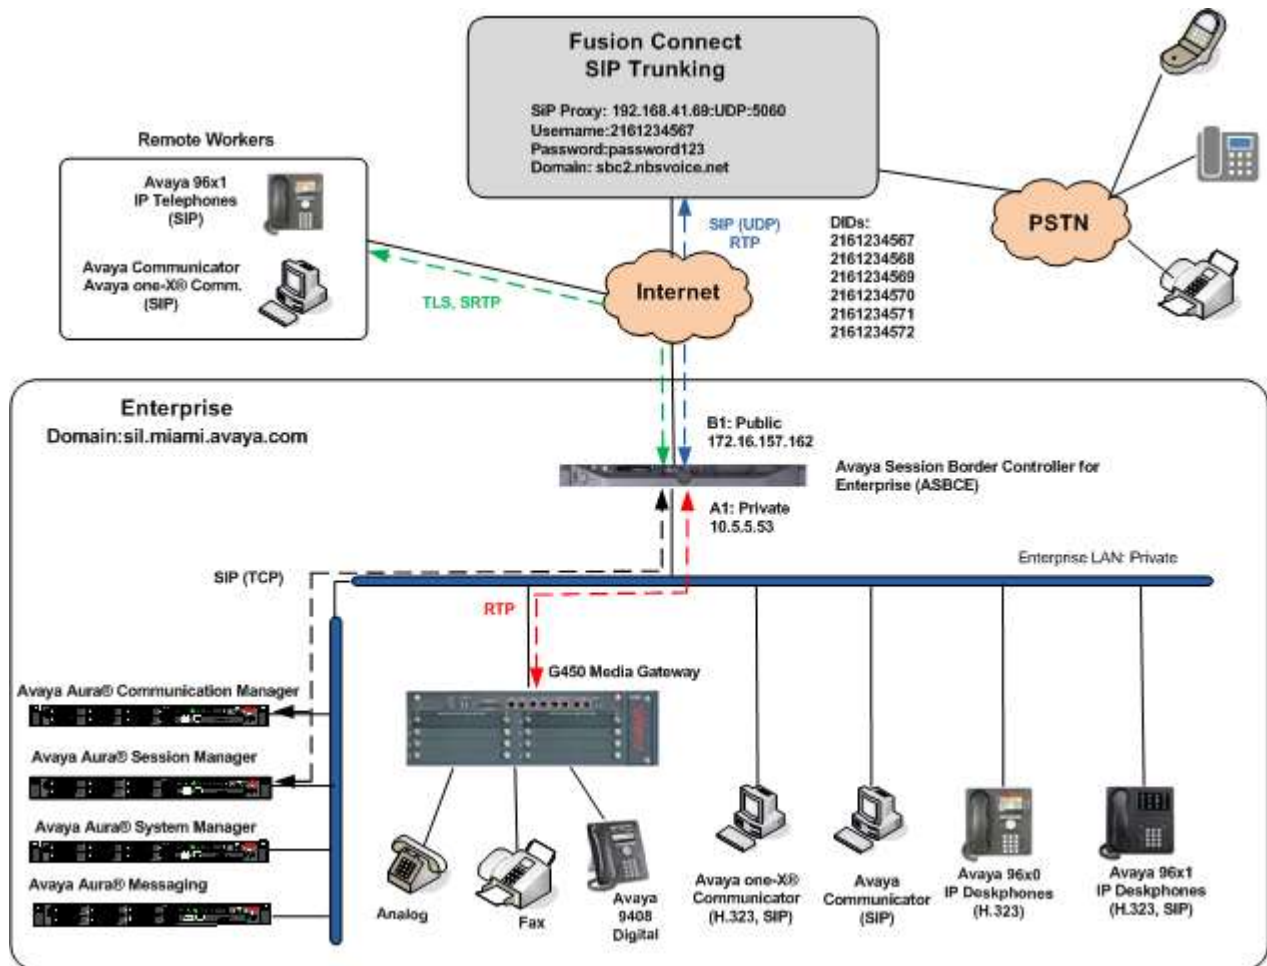 Fusion Connect
SIP Trunking
SiP Proxy: 192.168.41.69:UDP:5060
Username:2161234567
Password:password123
Domain: sbc2.nbsvoice.net
Remote Workers
Avaya 96x1
IP Telephones
(SIP)
Avaya Communicator
Avaya one-X® Comm.
(SIP)
TLS, SRTP
SIP (UDP)
RTP
Internet
DIDs:
2161234567
2161234568
2161234569
2161234570
2161234571
2161234572
PSTN
Enterprise
Domain:sil.miami.avaya.com
B1: Public
172.16.157.162
Avaya Session Border Controller for
Enterprise (ASBCE)
A1: Private
10.5.5.53
Enterprise LAN: Private
SIP (TCP)
RTP
G450 Media Gateway
Avaya Aura® Communication Manager
Avaya Aura® Session Manager
Avaya Aura® System Manager
Avaya Aura® Messaging
Analog
Fax
Avaya
9408
Digital
Avaya one-X®
Communicator
(H.323, SIP)
Avaya
Communicator
(SIP)
Avaya 96x0
IP Deskphones
(H.323)
Avaya 96x1
IP Deskphones
(H.323, SIP)